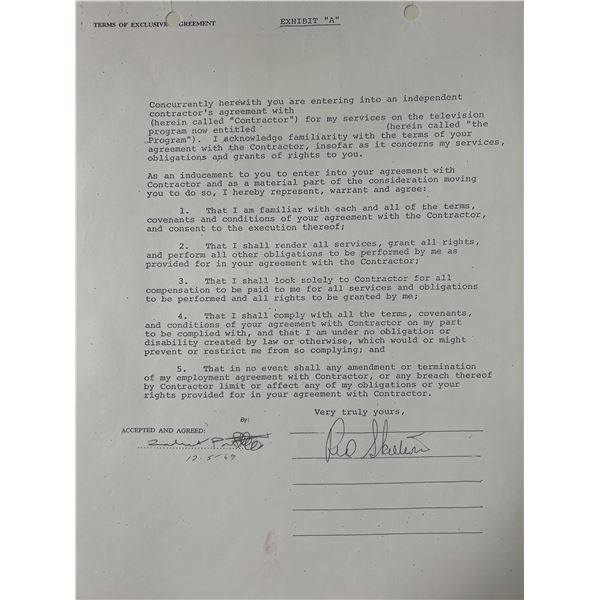 TERMS OF EXCLUSIVE GREEMENT
EXHIBIT "A"
Concurrently herewith you are entering into an independent
contractor's agreement with
(herein called "Contractor") for my services on the television
program now entitled (herein called "the
Program"). I acknowledge familiarity with the terms of your
agreement with the Contractor, insofar as it concerns my services,
obligations and grants of rights to you.
As an inducement to you to enter into your agreement with
Contractor and as a material part of the consideration moving
you to do so, I hereby represent, warrant and agree:
1. That I am familiar with each and all of the terms,
covenants and conditions of your agreement with the Contractor,
and consent to the execution thereof;
2. That I shall render all services, grant all rights,
and perform all other obligations to be performed by me as
provided for in your agreement with the Contractor;
3. That I shall look solely to Contractor for all
compensation to be paid to me for all services and obligations
to be performed and all rights to be granted by me;
4. That I shall comply with all the terms, covenants,
and conditions of your agreement with Contractor on my part
to be complied with, and that I am under no obligation or
disability created by law or otherwise, which would or might
prevent or restrict me from so complying; and
5. That in no event shall any amendment or termination
of my employment agreement with Contractor, or any breach thereof
by Contractor limit or affect any of my obligations or your
rights provided for in your agreement with Contractor.
Very truly yours,
By:
ACCEPTED AND AGREED:
Red Skelton
12-5-69